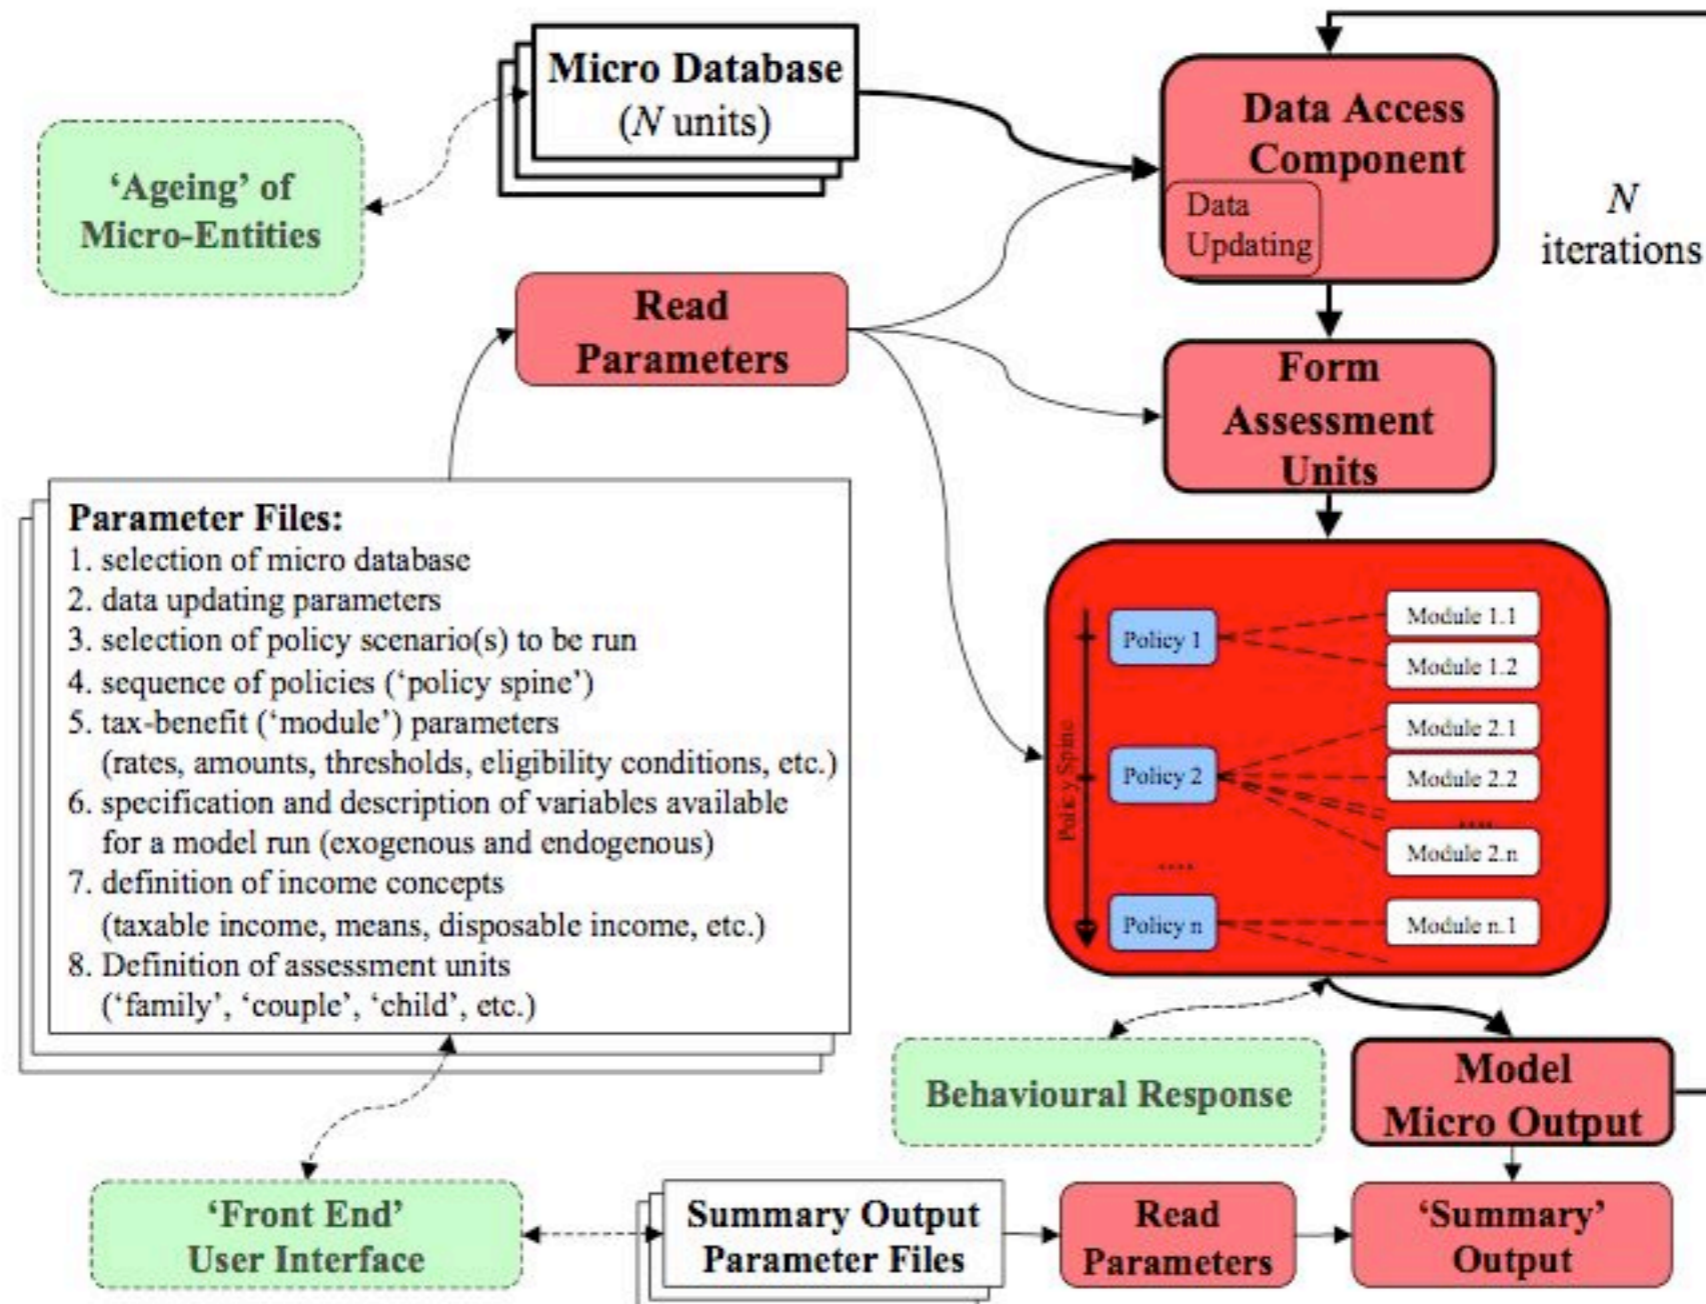 Micro Database
(N units)
Data Access
Component
Data
Updating
N
iterations
‘Ageing’ of
Micro-Entities
Read
Parameters
Form
Assessment
Units
Parameter Files:
1. selection of micro database
2. data updating parameters
3. selection of policy scenario(s) to be run
4. sequence of policies (‘policy spine’)
5. tax-benefit (‘module’) parameters
(rates, amounts, thresholds, eligibility conditions, etc.)
6. specification and description of variables available
for a model run (exogenous and endogenous)
7. definition of income concepts
(taxable income, means, disposable income, etc.)
8. Definition of assessment units
(‘family’, ‘couple’, ‘child’, etc.)
Policy Spine
Policy 1
Module 1.1
Module 1.2
Policy 2
Module 2.1
Module 2.2
....
Module 2.n
....
Policy n
Module n.1
Behavioural Response
Model
Micro Output
‘Front End’
User Interface
Summary Output
Parameter Files
Read
Parameters
‘Summary’
Output